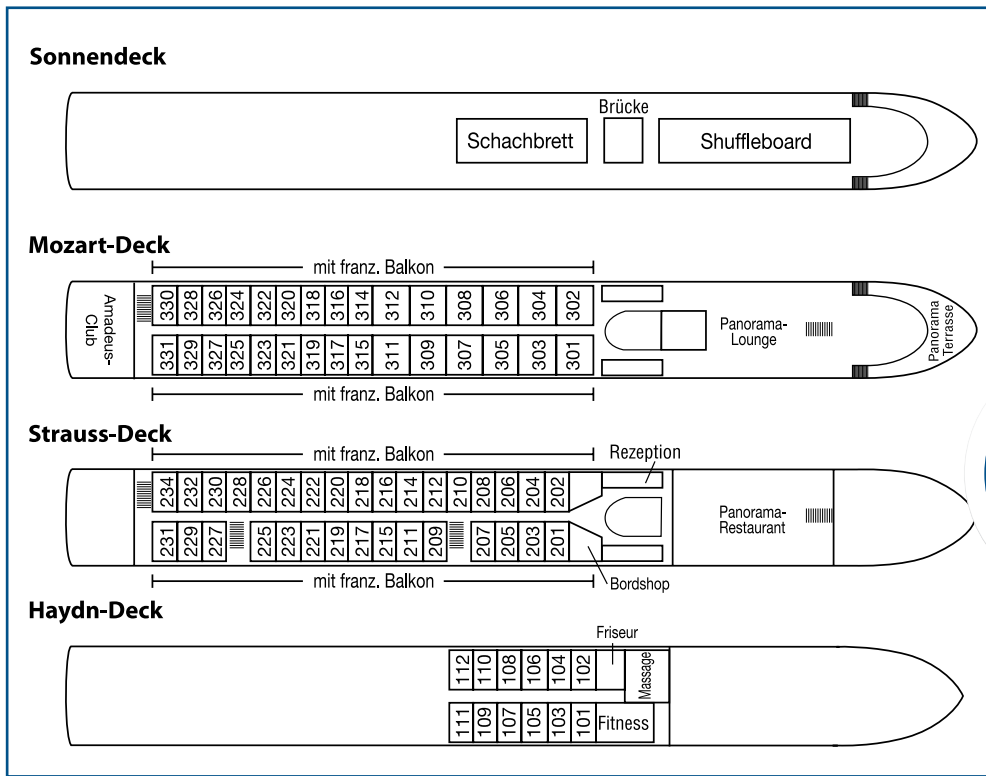 Sonnendeck
Brücke
Schachbrett
Shuffleboard
Mozart-Deck
mit franz. Balkon
Amadeus-
Club
330 328 326 324 322 320 318 316 314 312 310 308 306 304 302
331 329 327 325 323 321 319 317 315 311 309 307 305 303 301
Panorama-
Lounge
Panorama
Terrasse
mit franz. Balkon
Strauss-Deck
mit franz. Balkon
Rezeption
234 232 230 228 226 224 222 220 218 216 214 212 210 208 206 204 202
231 229 227 225 223 221 219 217 215 211 209 207 205 203 201
Panorama-
Restaurant
mit franz. Balkon
Bordshop
Haydn-Deck
Friseur
112 110 108 106 104 102
Massage
111 109 107 105 103 101
Fitness